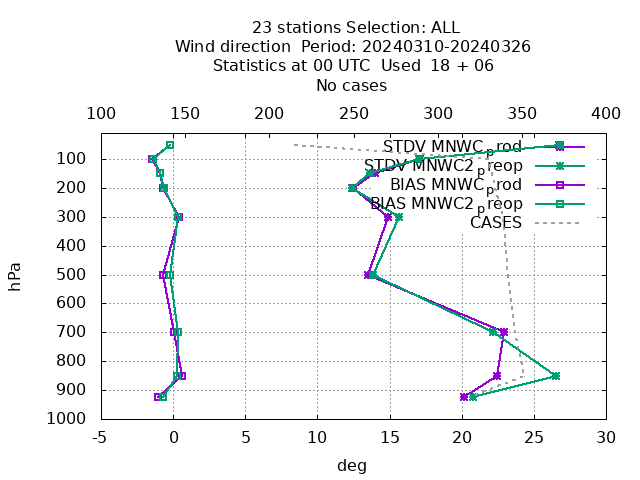 23 stations Selection: ALL
Wind direction  Period: 20240310-20240326
Statistics at 00 UTC  Used  18 + 06
No cases
100 150 200 250 300 350 400
STDV MNWC_prod
STDV MNWC2_preop
BIAS MNWC_prod
BIAS MNWC2_preop
CASES
100
200
300
400
500
600
700
800
900
1000
hPa
-5 0 5 10 15 20 25 30
deg